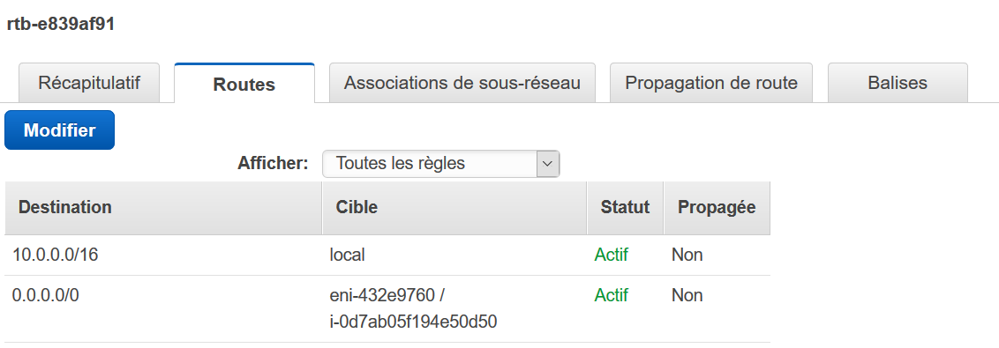 rtb-e839af91
Récapitulatif Routes Associations de sous-réseau Propagation de route Balises
Modifier
Afficher: Toutes les règles
Destination Cible Statut Propagée
10.0.0.0/16 local Actif Non
0.0.0.0/0 eni-432e9760 / Actif Non
i-0d7ab05f194e50d50